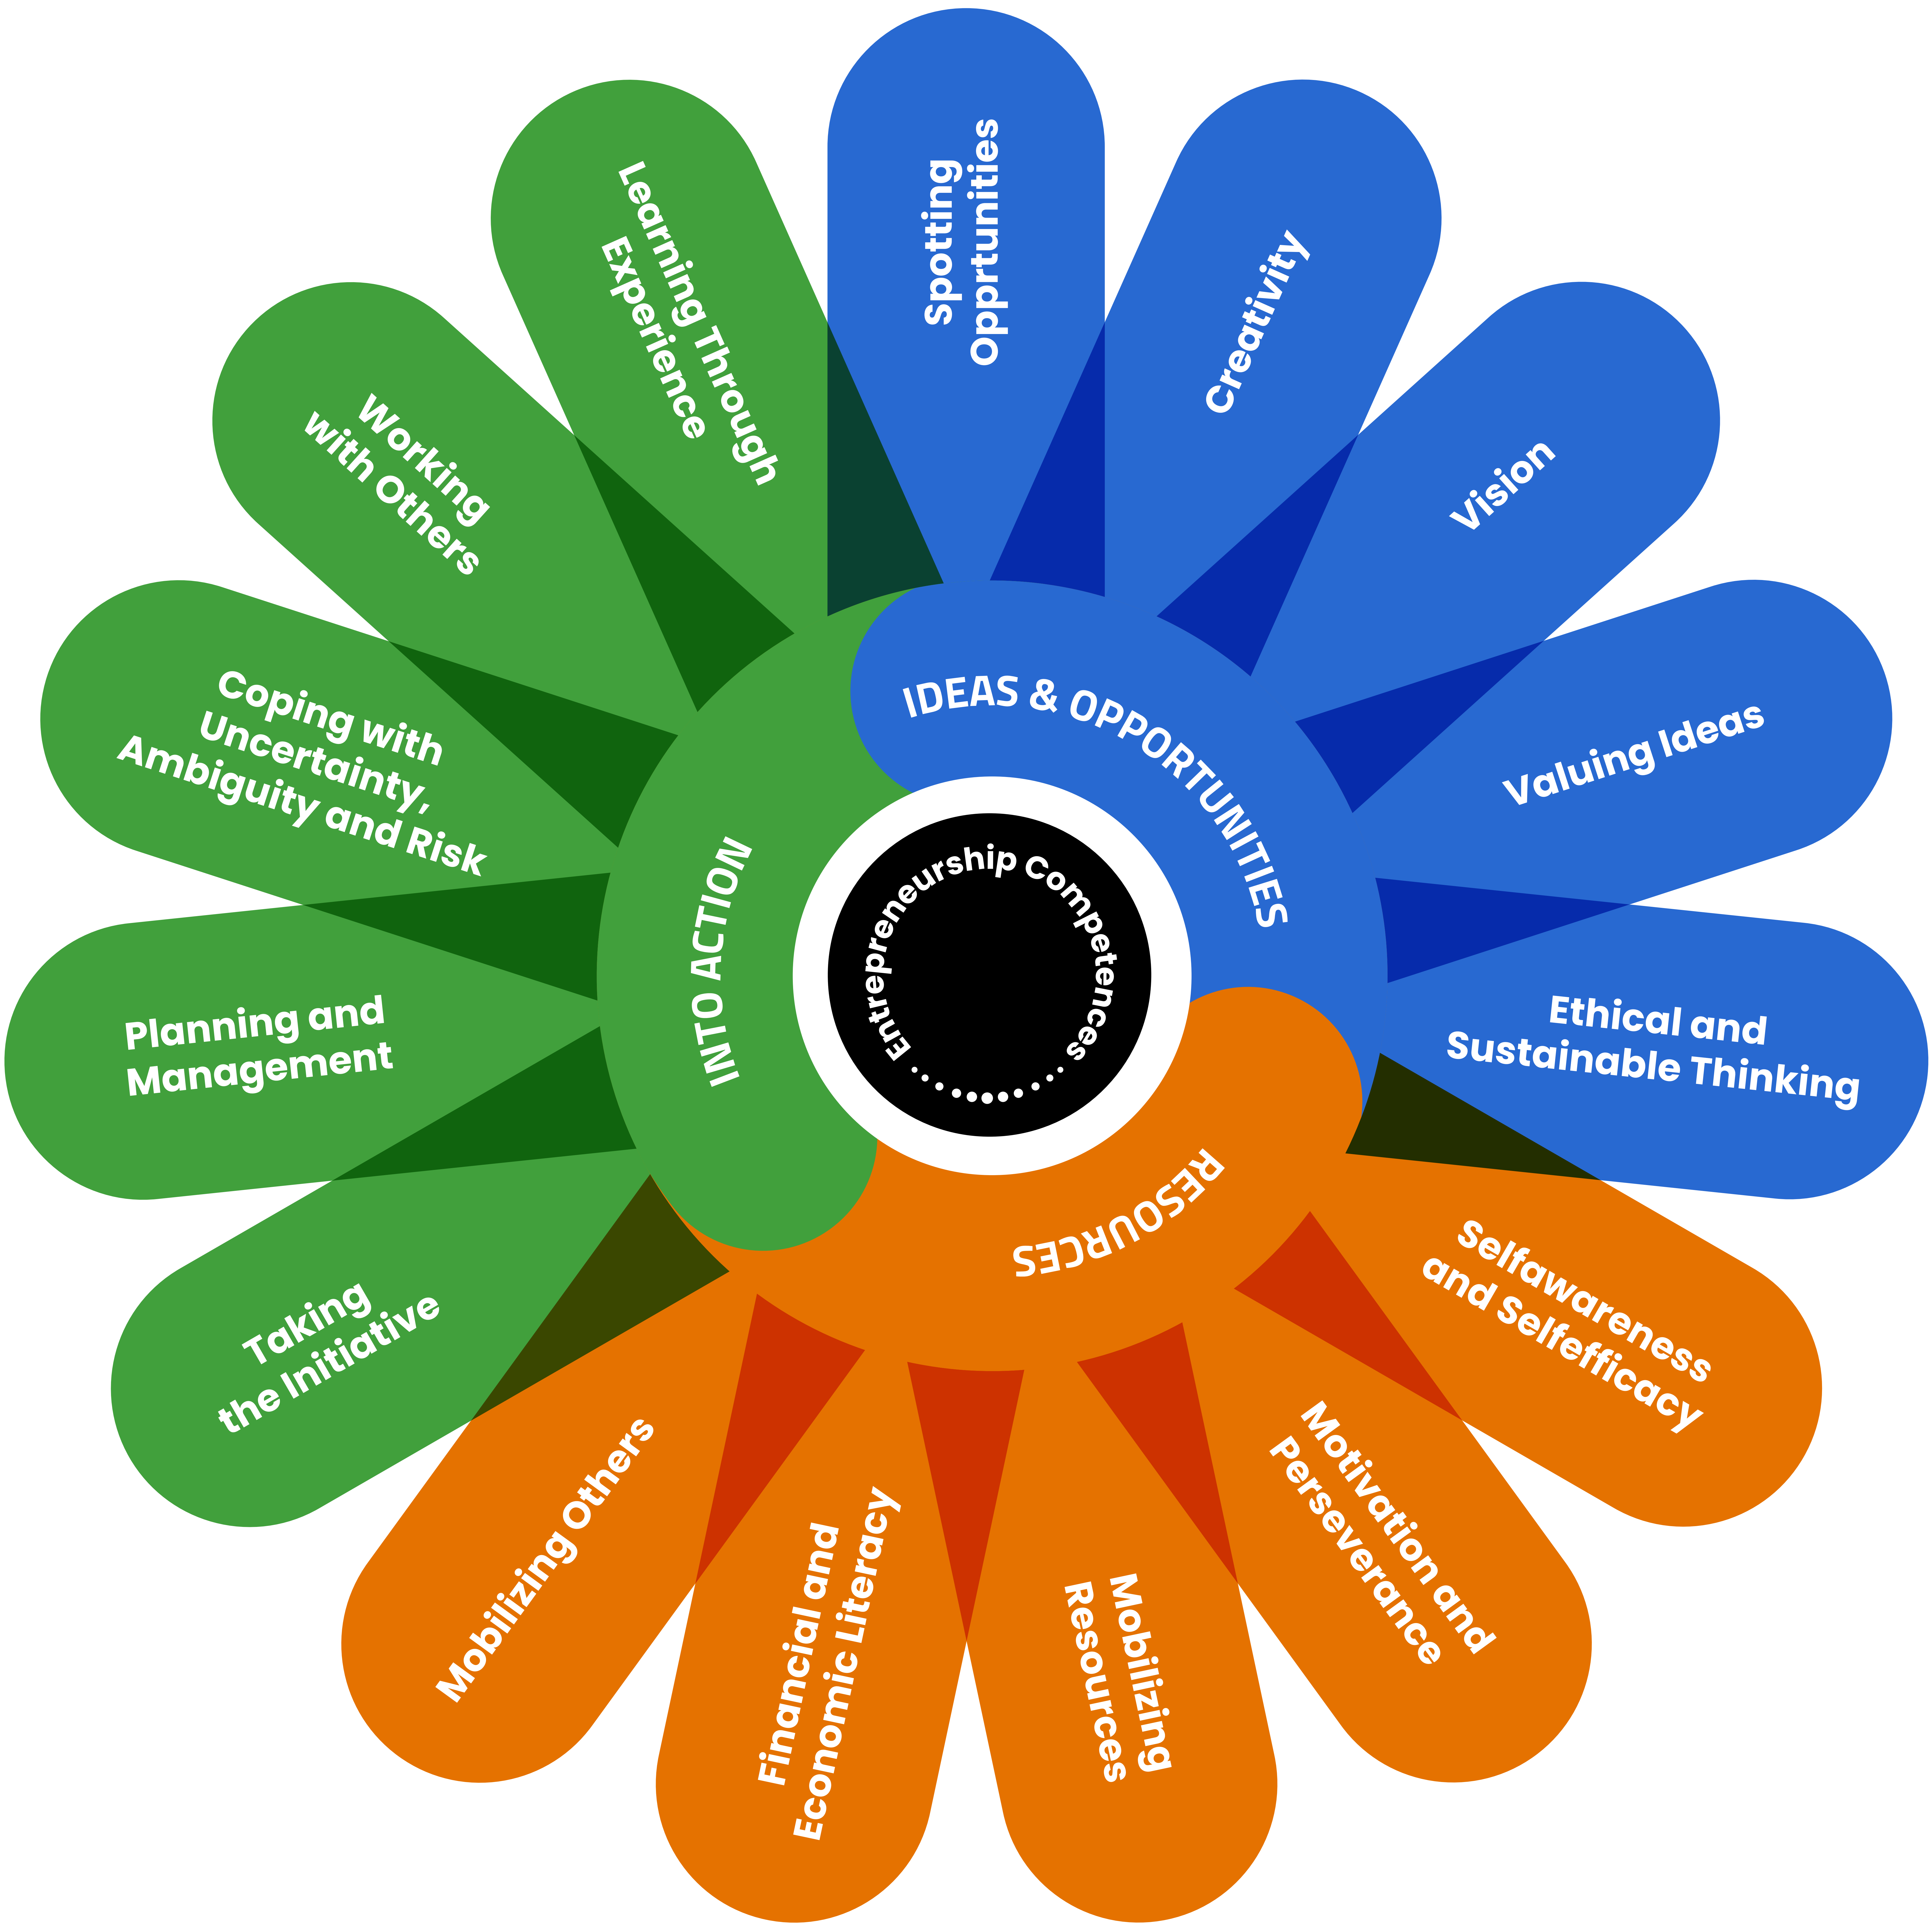 Spotting
Opportunities
Creativity
Vision
Valuing Ideas
Ethical and
Sustainable Thinking
Selfawareness
and Selfefficacy
Motivation and
Perseverance
Mobilizing
Resources
Financial and
Economic Literacy
Mobilizing Others
Taking
the Initiative
Planning and
Management
Coping with
Uncertainty,
Ambiguity and Risk
Working
with Others
Learning Through
Experience
IDEAS & OPPORTUNITIES
RESOURCES
INTO ACTION
Entrepreneurship Competences